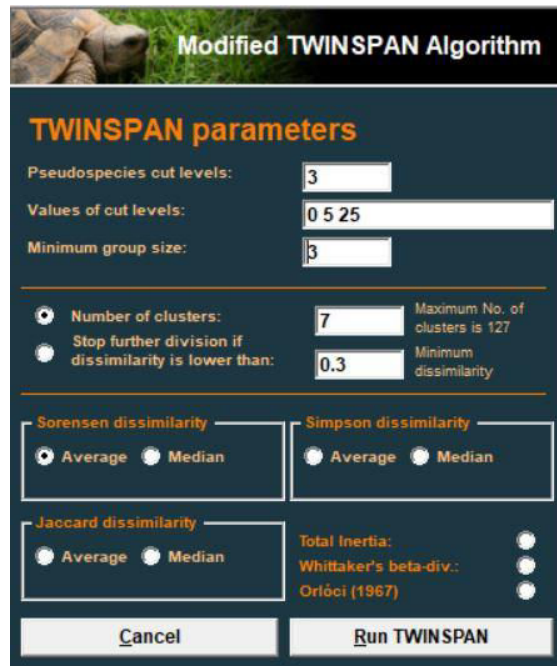 Modified TWINSPAN Algorithm
TWINSPAN parameters
Pseudospecies cut levels: 3
Values of cut levels: 0 5 25
Minimum group size: 3
Number of clusters: 7 Maximum No. of clusters is 127
Stop further division if
dissimilarity is lower than: 0.3 Minimum dissimilarity
Sorensen dissimilarity
Average Median
Simpson dissimilarity
Average Median
Jaccard dissimilarity
Average Median
Total Inertia:
Whittaker's beta-div.:
Orlóci (1967)
Cancel Run TWINSPAN